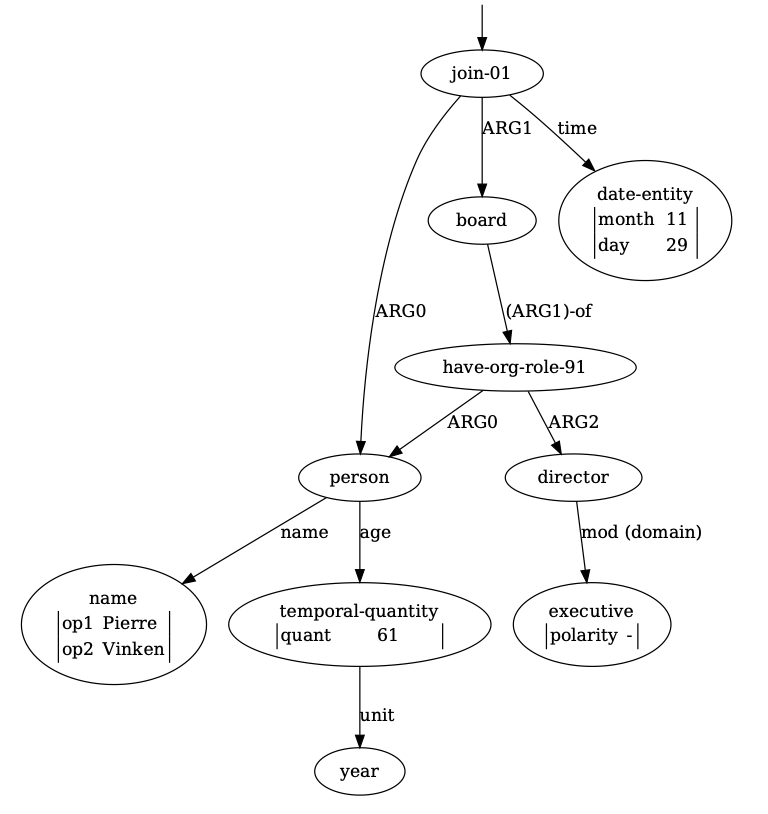 join-01
ARG1
time
date-entity
month 11
day 29
board
ARG0
(ARG1)-of
have-org-role-91
ARG0
ARG2
person
director
name
age
mod (domain)
name
op1 Pierre
op2 Vinken
temporal-quantity
quant 61
executive
polarity -
unit
year